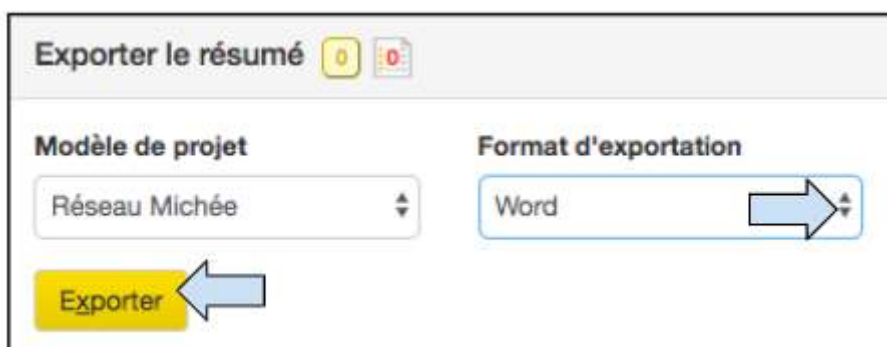 Exporter le résumé 0 0
Modèle de projet Format d'exportation
Réseau Michée Word
Exporter